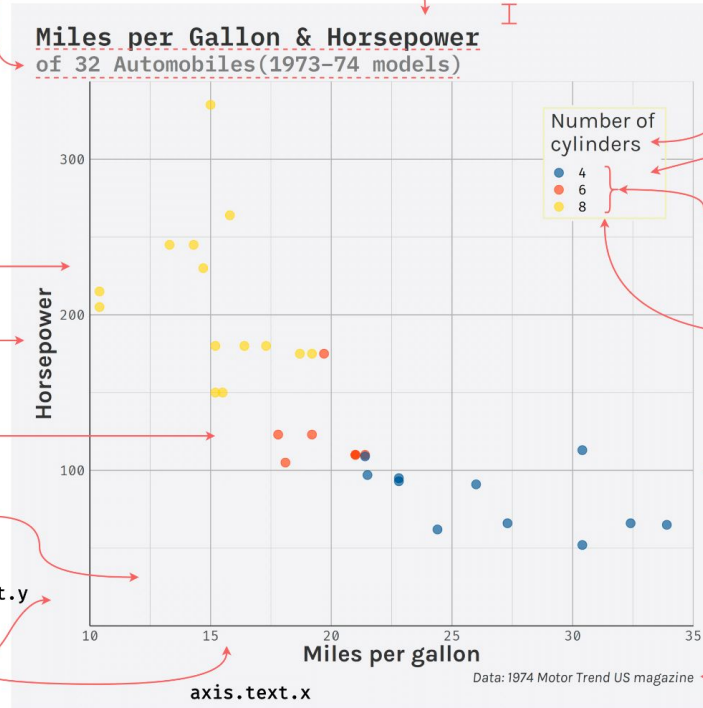 Miles per Gallon & Horsepower
of 32 Automobiles(1973–74 models)
Number of
cylinders
4
6
8
300
200
100
Horsepower
t.y
10 15 20 25 30 35
Miles per gallon
Data: 1974 Motor Trend US magazine
axis.text.x